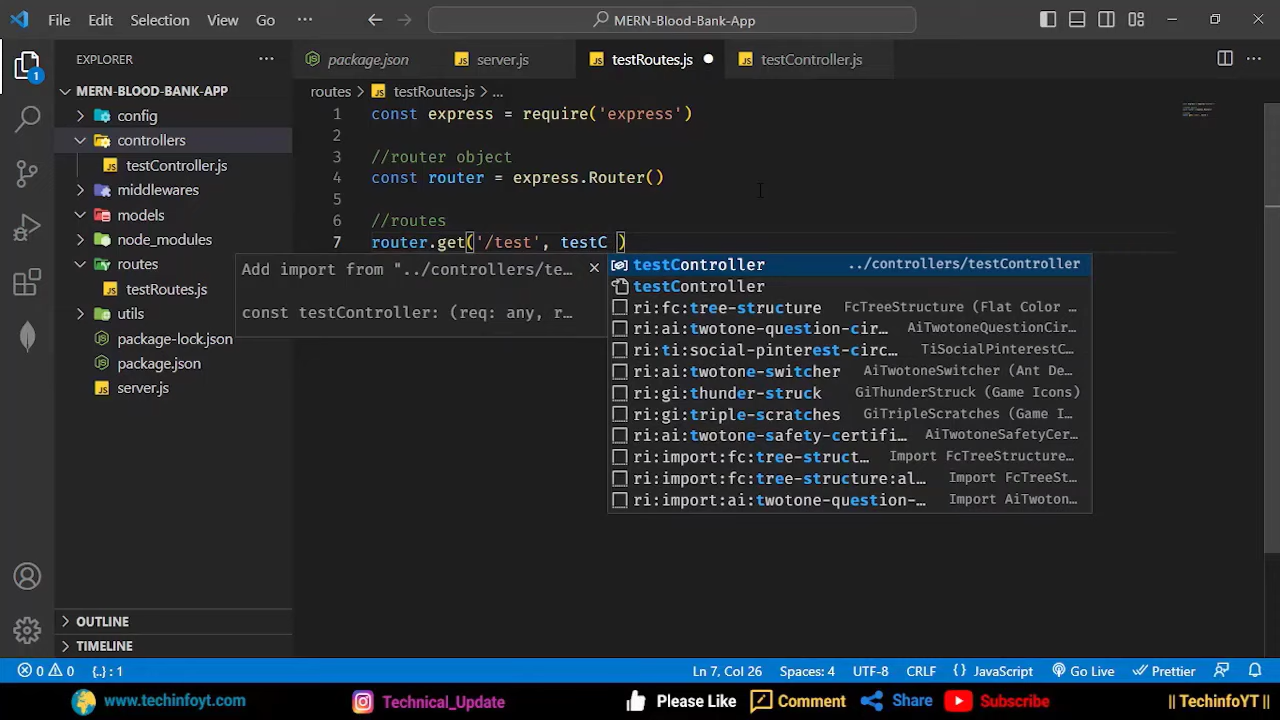 File Edit Selection View Go ··· MERN-Blood-Bank-App
EXPLORER ···
package.json server.js testRoutes.js testController.js ···
MERN-BLOOD-BANK-APP
config
controllers
testController.js
middlewares
models
node_modules
routes
testRoutes.js
utils
package-lock.json
package.json
server.js
OUTLINE
TIMELINE
routes > testRoutes.js > ...
1 const express = require('express')
2
3 //router object
4 const router = express.Router()
5
6 //routes
7 router.get('/test', testC )
Add import from "../controllers/te…
const testController: (req: any, r…
testController ../controllers/testController
testController
ri:fc:tree-structure FcTreeStructure (Flat Color …
ri:ai:twotone-question-cir… AiTwotoneQuestionCir…
ri:ti:social-pinterest-circ… TiSocialPinterestC…
ri:ai:twotone-switcher AiTwotoneSwitcher (Ant De…
ri:gi:thunder-struck GiThunderStruck (Game Icons)
ri:gi:triple-scratches GiTripleScratches (Game I…
ri:ai:twotone-safety-certifi… AiTwotoneSafetyCer…
ri:import:fc:tree-struct… Import FcTreeStructure…
ri:import:fc:tree-structure:al… Import FcTreeSt…
ri:import:ai:twotone-question-… Import AiTwoton…
1
0 0 {..} : 1 Ln 7, Col 26 Spaces: 4 UTF-8 CRLF {} JavaScript Go Live Prettier
www.techinfoyt.com Technical_Update Please Like Comment Share Subscribe || TechinfoYT ||